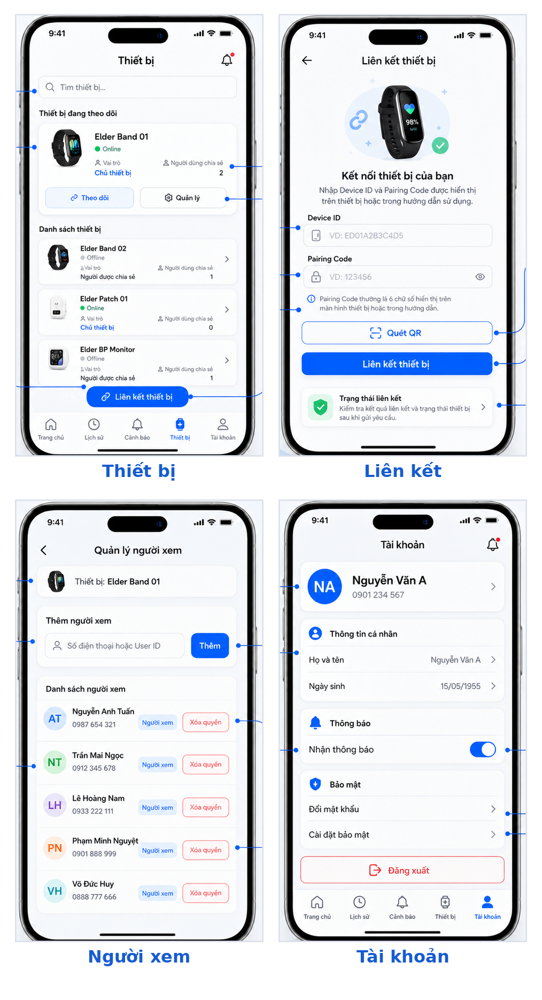 9:41
Thiết bị
Tìm thiết bị...
Thiết bị đang theo dõi
Elder Band 01
Online
Vai trò
Người dùng chia sẻ
Chủ thiết bị
2
Theo dõi
Quản lý
Danh sách thiết bị
Elder Band 02
Offline
Vai trò
Người dùng chia sẻ
Người được chia sẻ
1
Elder Patch 01
Online
Vai trò
Người dùng chia sẻ
Chủ thiết bị
0
Elder BP Monitor
Offline
Vai trò
Người dùng chia sẻ
Người được chia sẻ
1
Liên kết thiết bị
Trang chủ
Lịch sử
Cảnh báo
Thiết bị
Tài khoản
Thiết bị
9:41
Liên kết thiết bị
98%
SpO2
Kết nối thiết bị của bạn
Nhập Device ID và Pairing Code được hiển thị
trên thiết bị hoặc trong hướng dẫn sử dụng.
Device ID
VD: ED01A2B3C4D5
Pairing Code
VD: 123456
Pairing Code thường là 6 chữ số hiển thị trên
màn hình thiết bị hoặc trong hướng dẫn.
Quét QR
Liên kết thiết bị
Trạng thái liên kết
Kiểm tra kết quả liên kết và trạng thái thiết bị
sau khi gửi yêu cầu.
Liên kết
9:41
Quản lý người xem
Thiết bị: Elder Band 01
Thêm người xem
Số điện thoại hoặc User ID
Thêm
Danh sách người xem
AT
Nguyễn Anh Tuấn
0987 654 321
Người xem
Xóa quyền
NT
Trần Mai Ngọc
0912 345 678
Người xem
Xóa quyền
LH
Lê Hoàng Nam
0933 222 111
Người xem
Xóa quyền
PN
Phạm Minh Nguyệt
0901 888 999
Người xem
Xóa quyền
VH
Võ Đức Huy
0888 777 666
Người xem
Xóa quyền
Người xem
9:41
Tài khoản
NA
Nguyễn Văn A
0901 234 567
Thông tin cá nhân
Họ và tên
Nguyễn Văn A
Ngày sinh
15/05/1955
Thông báo
Nhận thông báo
Bảo mật
Đổi mật khẩu
Cài đặt bảo mật
Đăng xuất
Trang chủ
Lịch sử
Cảnh báo
Thiết bị
Tài khoản
Tài khoản